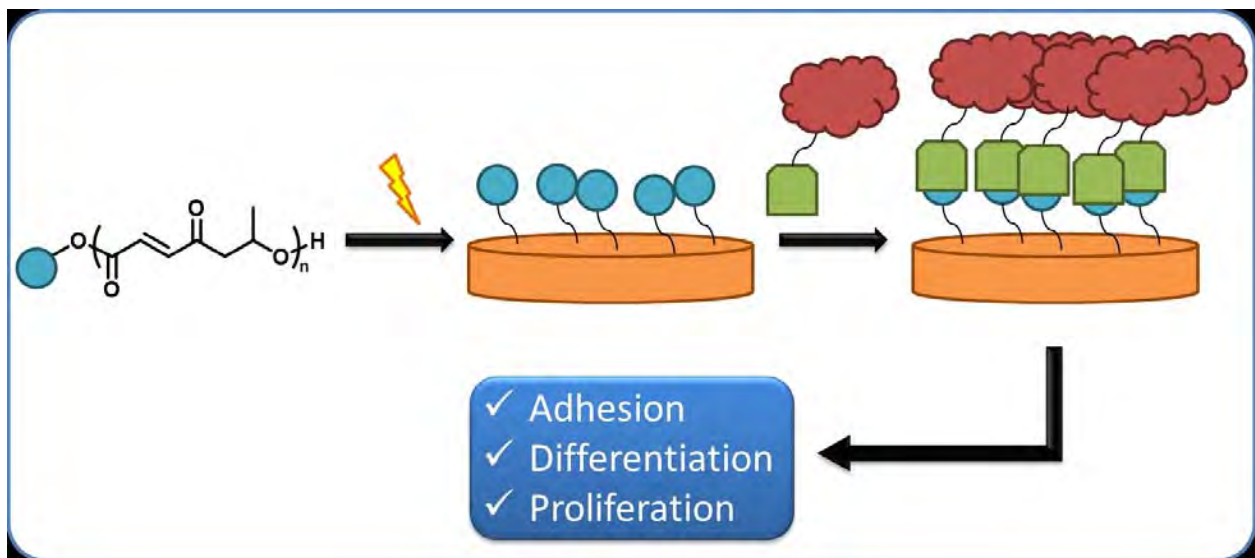 O
O
O
O
H
n
✓ Adhesion
✓ Differentiation
✓ Proliferation